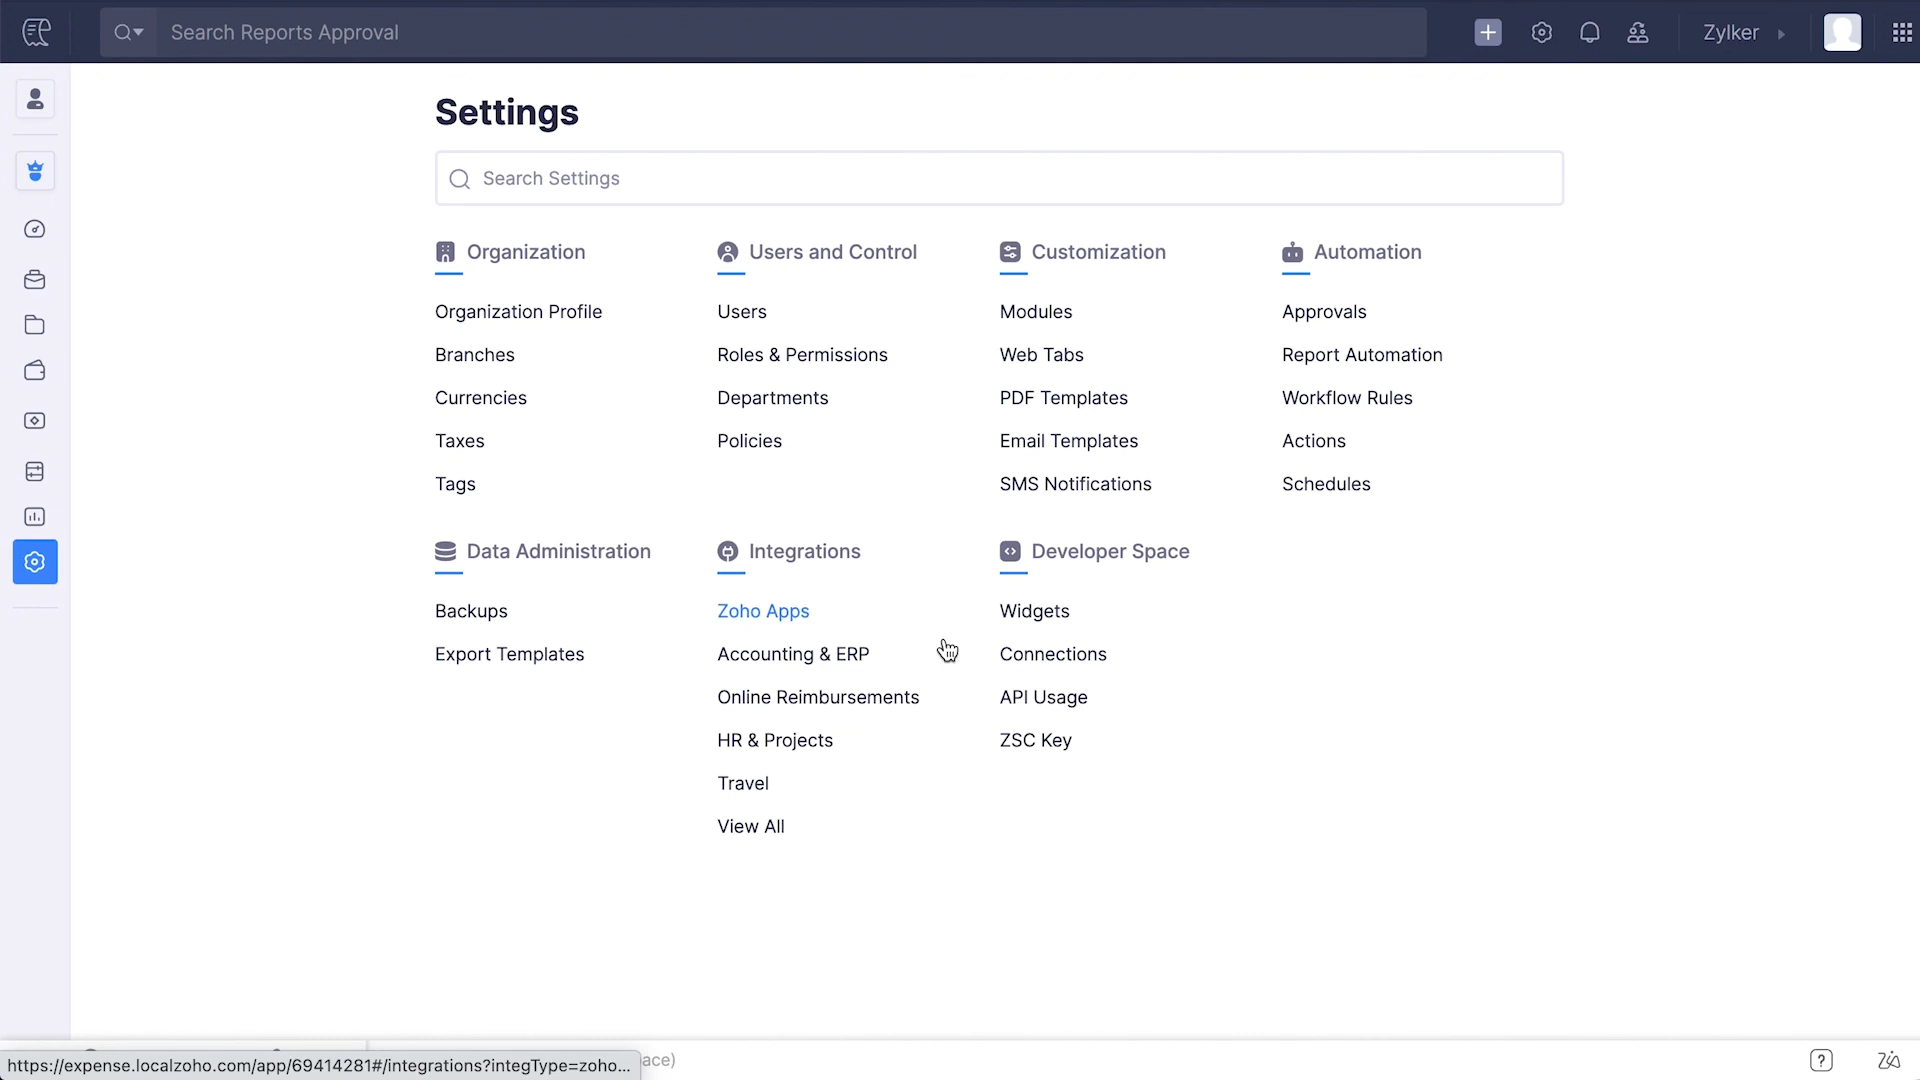 Search Reports Approval
Zylker
Settings
Search Settings
Organization
Organization Profile
Branches
Currencies
Taxes
Tags
Users and Control
Users
Roles & Permissions
Departments
Policies
Customization
Modules
Web Tabs
PDF Templates
Email Templates
SMS Notifications
Automation
Approvals
Report Automation
Workflow Rules
Actions
Schedules
Data Administration
Backups
Export Templates
Integrations
Zoho Apps
Accounting & ERP
Online Reimbursements
HR & Projects
Travel
View All
Developer Space
Widgets
Connections
API Usage
ZSC Key
https://expense.localzoho.com/app/69414281#/integrations?integType=zoho...
ace)